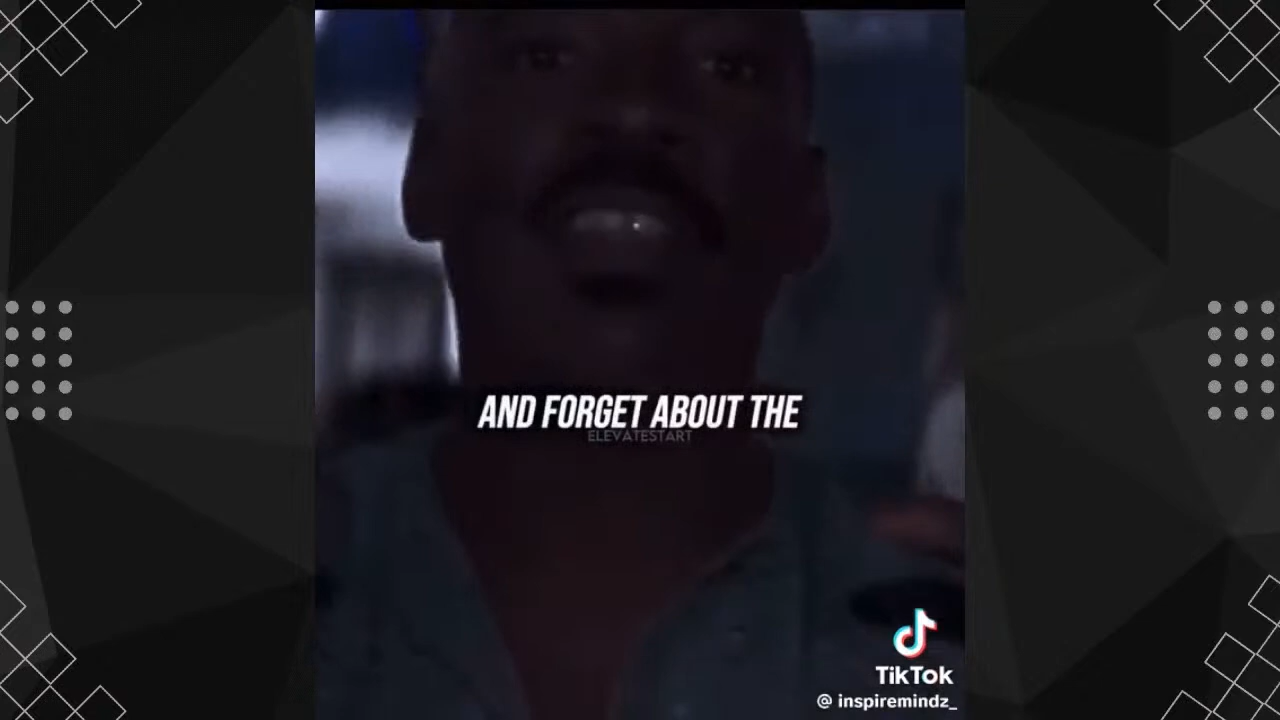 AND FORGET ABOUT THE
ELEVATESTART
TikTok
@ inspiremindz_